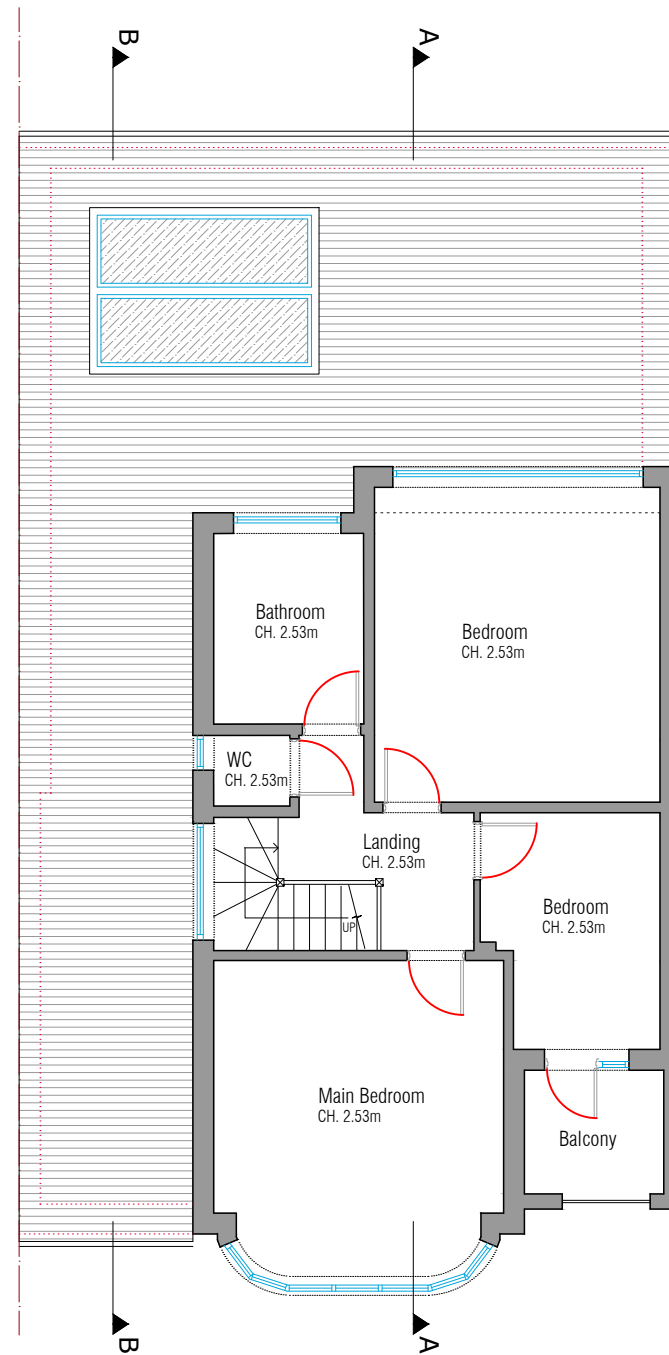 B
A
Bathroom
CH. 2.53m
Bedroom
CH. 2.53m
WC
CH. 2.53m
Landing
CH. 2.53m
UP
Bedroom
CH. 2.53m
Main Bedroom
CH. 2.53m
Balcony
B
A